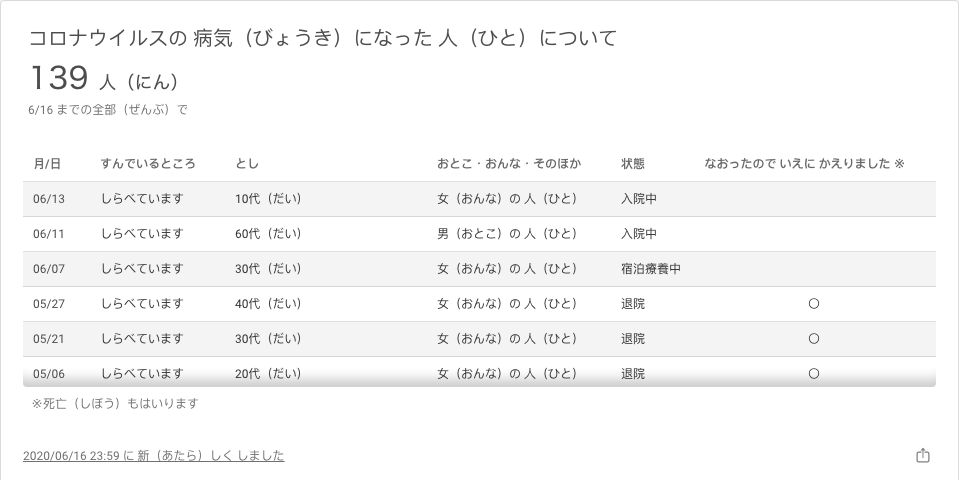 コロナウイルスの 病気（びょうき）になった 人（ひと）について
139 人（にん）
6/16 までの全部（ぜんぶ）で
月/日 すんでいるところ とし おとこ・おんな・そのほか 状態 なおったので いえに かえりました ※
06/13 しらべています 10代（だい） 女（おんな）の 人（ひと） 入院中
06/11 しらべています 60代（だい） 男（おとこ）の 人（ひと） 入院中
06/07 しらべています 30代（だい） 女（おんな）の 人（ひと） 宿泊療養中
05/27 しらべています 40代（だい） 女（おんな）の 人（ひと） 退院 ○
05/21 しらべています 30代（だい） 女（おんな）の 人（ひと） 退院 ○
05/06 しらべています 20代（だい） 女（おんな）の 人（ひと） 退院 ○
※死亡（しぼう）もはいります
2020/06/16 23:59 に 新（あたら）しく しました